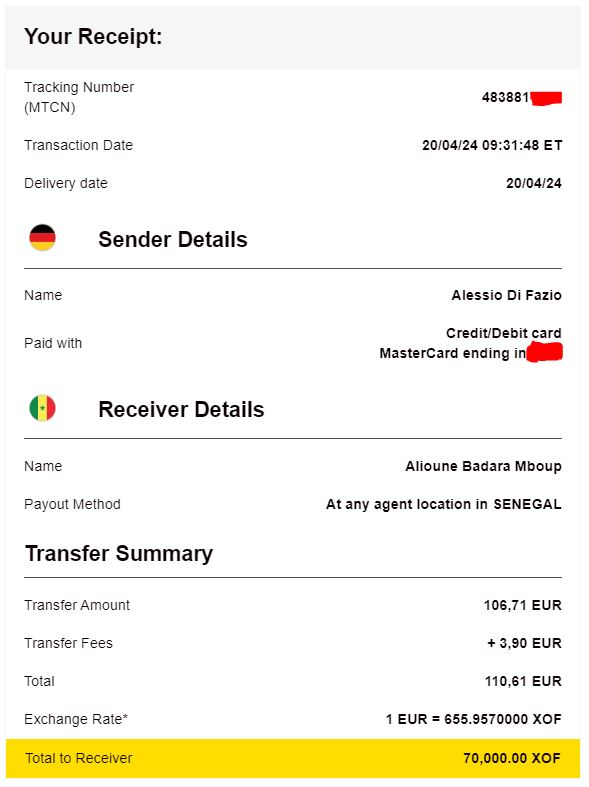 Your Receipt:
Tracking Number
(MTCN)
483881
Transaction Date 20/04/24 09:31:48 ET
Delivery date 20/04/24
Sender Details
Name Alessio Di Fazio
Paid with
Credit/Debit card
MasterCard ending in
Receiver Details
Name Alioune Badara Mboup
Payout Method At any agent location in SENEGAL
Transfer Summary
Transfer Amount 106,71 EUR
Transfer Fees + 3,90 EUR
Total 110,61 EUR
Exchange Rate* 1 EUR = 655.9570000 XOF
Total to Receiver 70,000.00 XOF